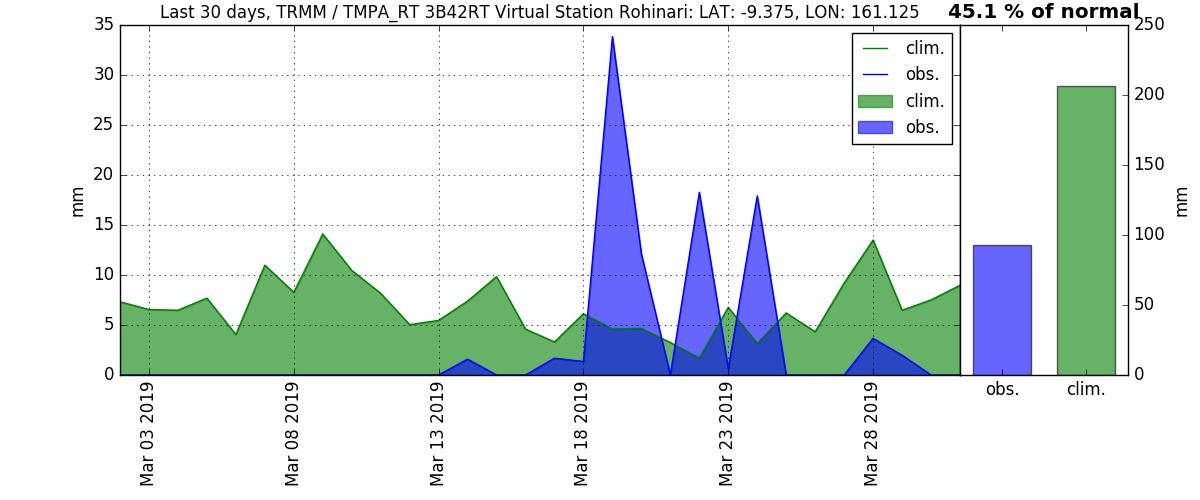 Last 30 days, TRMM / TMPA_RT 3B42RT Virtual Station Rohinari: LAT: -9.375, LON: 161.125
45.1 % of normal
35
30
25
20
15
10
5
0
mm
clim.
obs.
clim.
obs.
Mar 03 2019
Mar 08 2019
Mar 13 2019
Mar 18 2019
Mar 23 2019
Mar 28 2019
250
200
150
100
50
0
mm
obs.
clim.